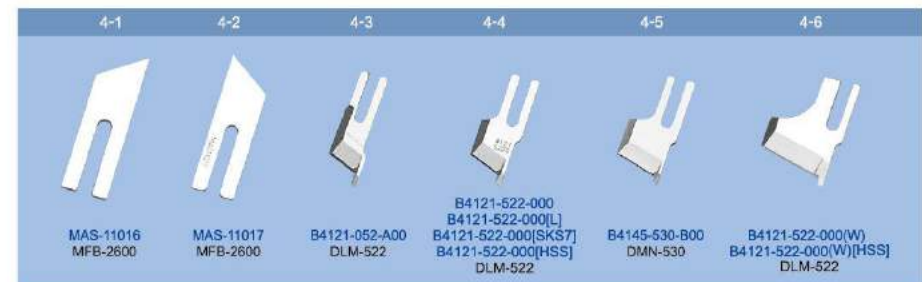 4-1
4-2
4-3
4-4
4-5
4-6
MAS-11016
MFB-2600
MAS-11017
MFB-2600
B4121-052-A00
DLM-522
B4121-522-000
B4121-522-000[L]
B4121-522-000[SKS7]
B4121-522-000[HSS]
DLM-522
B4145-530-B00
DMN-530
B4121-522-000(W)
B4121-522-000(W)[HSS]
DLM-522